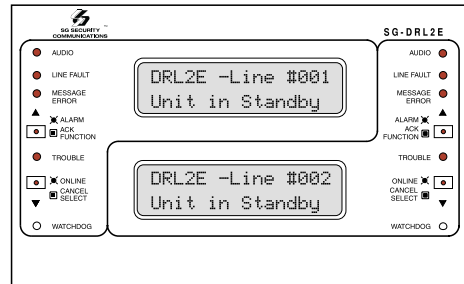 SG SECURITY
COMMUNICATIONS
SG-DRL2E
AUDIO
LINE FAULT
MESSAGE
ERROR
ALARM
ACK
FUNCTION
TROUBLE
ONLINE
CANCEL
SELECT
WATCHDOG
DRL2E -Line #001
Unit in Standby
DRL2E -Line #002
Unit in Standby
AUDIO
LINE FAULT
MESSAGE
ERROR
ALARM
ACK
FUNCTION
TROUBLE
ONLINE
CANCEL
SELECT
WATCHDOG